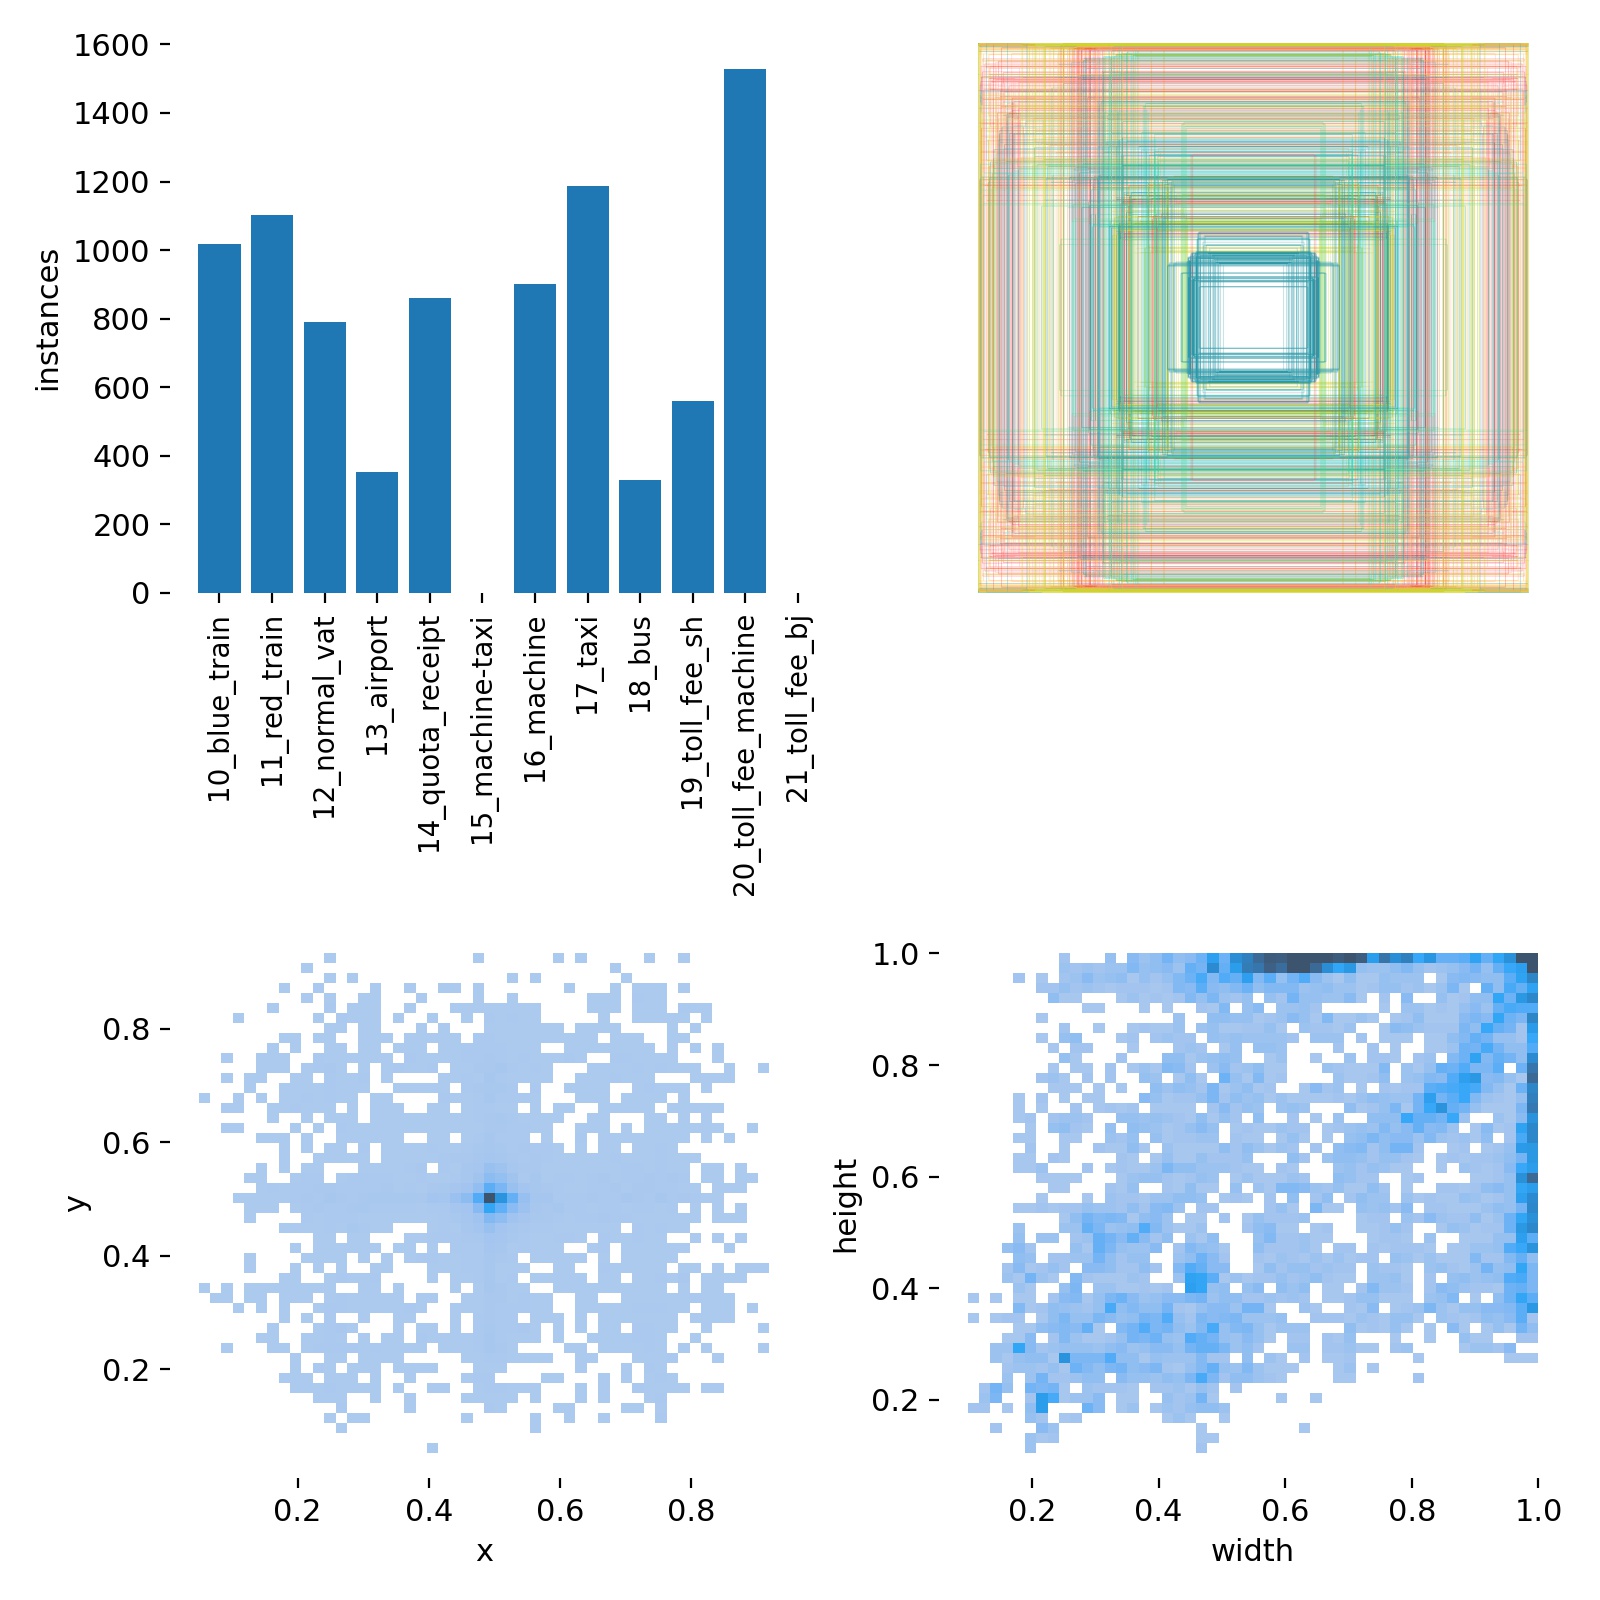 1600
1400
1200
1000
800
600
400
200
0
instances
10_blue_train
11_red_train
12_normal_vat
13_airport
14_quota_receipt
15_machine-taxi
16_machine
17_taxi
18_bus
19_toll_fee_sh
20_toll_fee_machine
21_toll_fee_bj
0.8
0.6
0.4
0.2
y
0.2 0.4 0.6 0.8
x
1.0
0.8
0.6
0.4
0.2
height
0.2 0.4 0.6 0.8 1.0
width